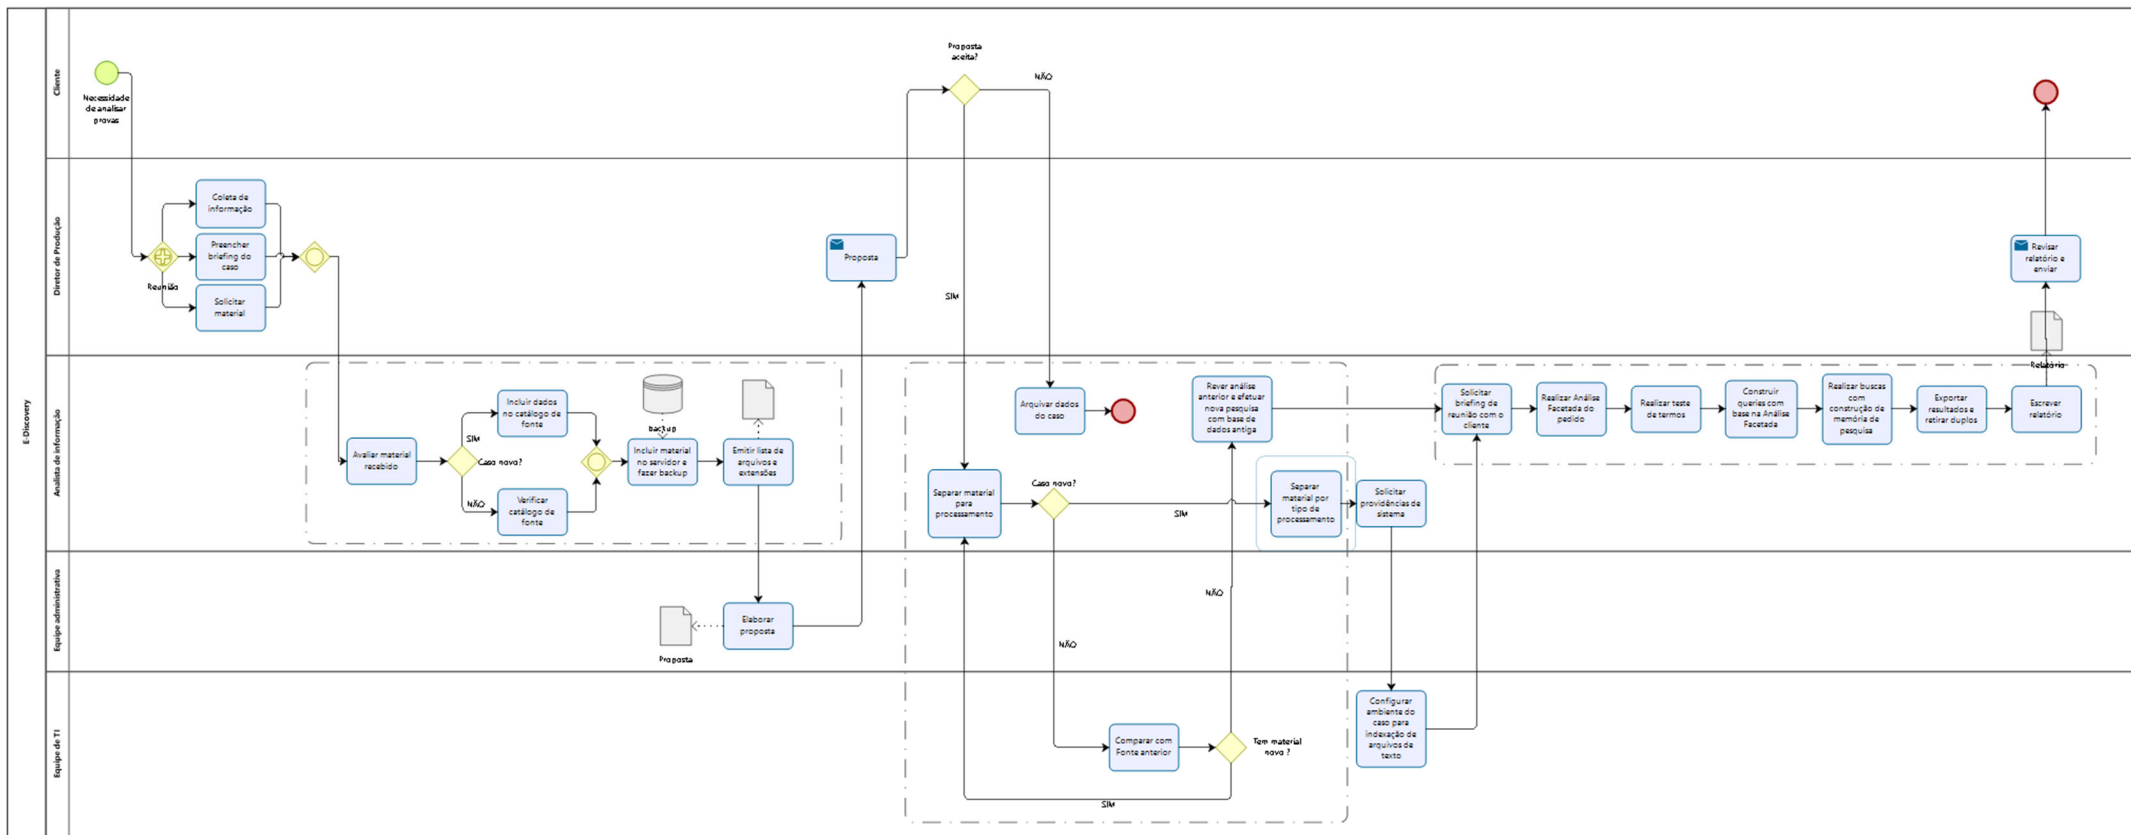 E-Discovery
Cliente
Necessidade
de analisar
provas
Proposta
aceita?
NÃO
SIM
Diretor de Produção
Reunião
Coleta de
informação
Preencher
briefing do
caso
Solicitar
material
Proposta
Revisar
relatório e
enviar
Relatório
Analista de informação
Avaliar material
recebido
Caso novo?
SIM
NÃO
Incluir dados
no catálogo de
fonte
Verificar
catálogo de
fonte
backup
Incluir material
no servidor e
fazer backup
Emitir lista de
arquivos e
extensões
Arquivar dados
do caso
Separar material
para
processamento
Caso novo?
SIM
NÃO
Rever análise
anterior e efetuar
nova pesquisa
com base de
dados antiga
Separar
material por
tipo de
processamento
Solicitar
providências de
sistema
Solicitar
briefing de
reunião com o
cliente
Realizar Análise
Facetada do
pedido
Realizar teste
de termos
Construir
queries com
base na Análise
Facetada
Realizar buscas
com
construção de
memória de
pesquisa
Exportar
resultados e
retirar duplos
Escrever
relatório
Equipe administrativa
Proposta
Elaborar
proposta
Equipe de TI
Comparar com
Fonte anterior
Tem material
novo ?
NÃO
SIM
Configurar
ambiente do
caso para
indexação de
arquivos de
texto